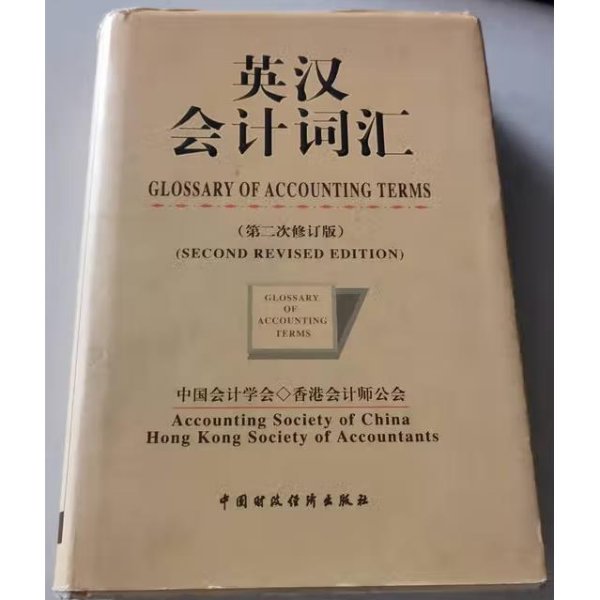 英汉
会计词汇
GLOSSARY OF ACCOUNTING TERMS
(第二次修订版)
(SECOND REVISED EDITION)
GLOSSARY
OF
ACCOUNTING
TERMS
中国会计学会◇香港会计师公会
Accounting Society of China
Hong Kong Society of Accountants
中国财政经济出版社